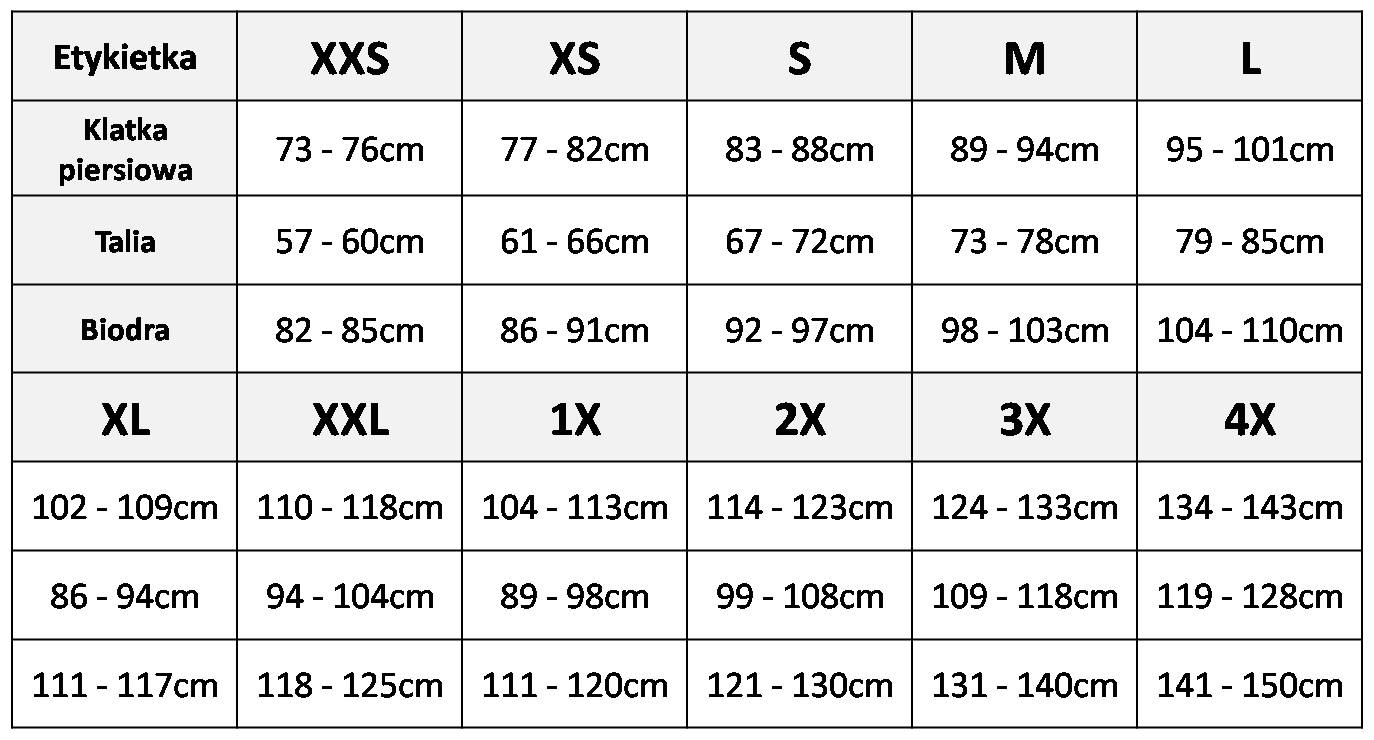 Etykietka XXS XS S M L
Klatka
piersiowa 73 - 76cm 77 - 82cm 83 - 88cm 89 - 94cm 95 - 101cm
Talia 57 - 60cm 61 - 66cm 67 - 72cm 73 - 78cm 79 - 85cm
Biodra 82 - 85cm 86 - 91cm 92 - 97cm 98 - 103cm 104 - 110cm
XL XXL 1X 2X 3X 4X
102 - 109cm 110 - 118cm 104 - 113cm 114 - 123cm 124 - 133cm 134 - 143cm
86 - 94cm 94 - 104cm 89 - 98cm 99 - 108cm 109 - 118cm 119 - 128cm
111 - 117cm 118 - 125cm 111 - 120cm 121 - 130cm 131 - 140cm 141 - 150cm